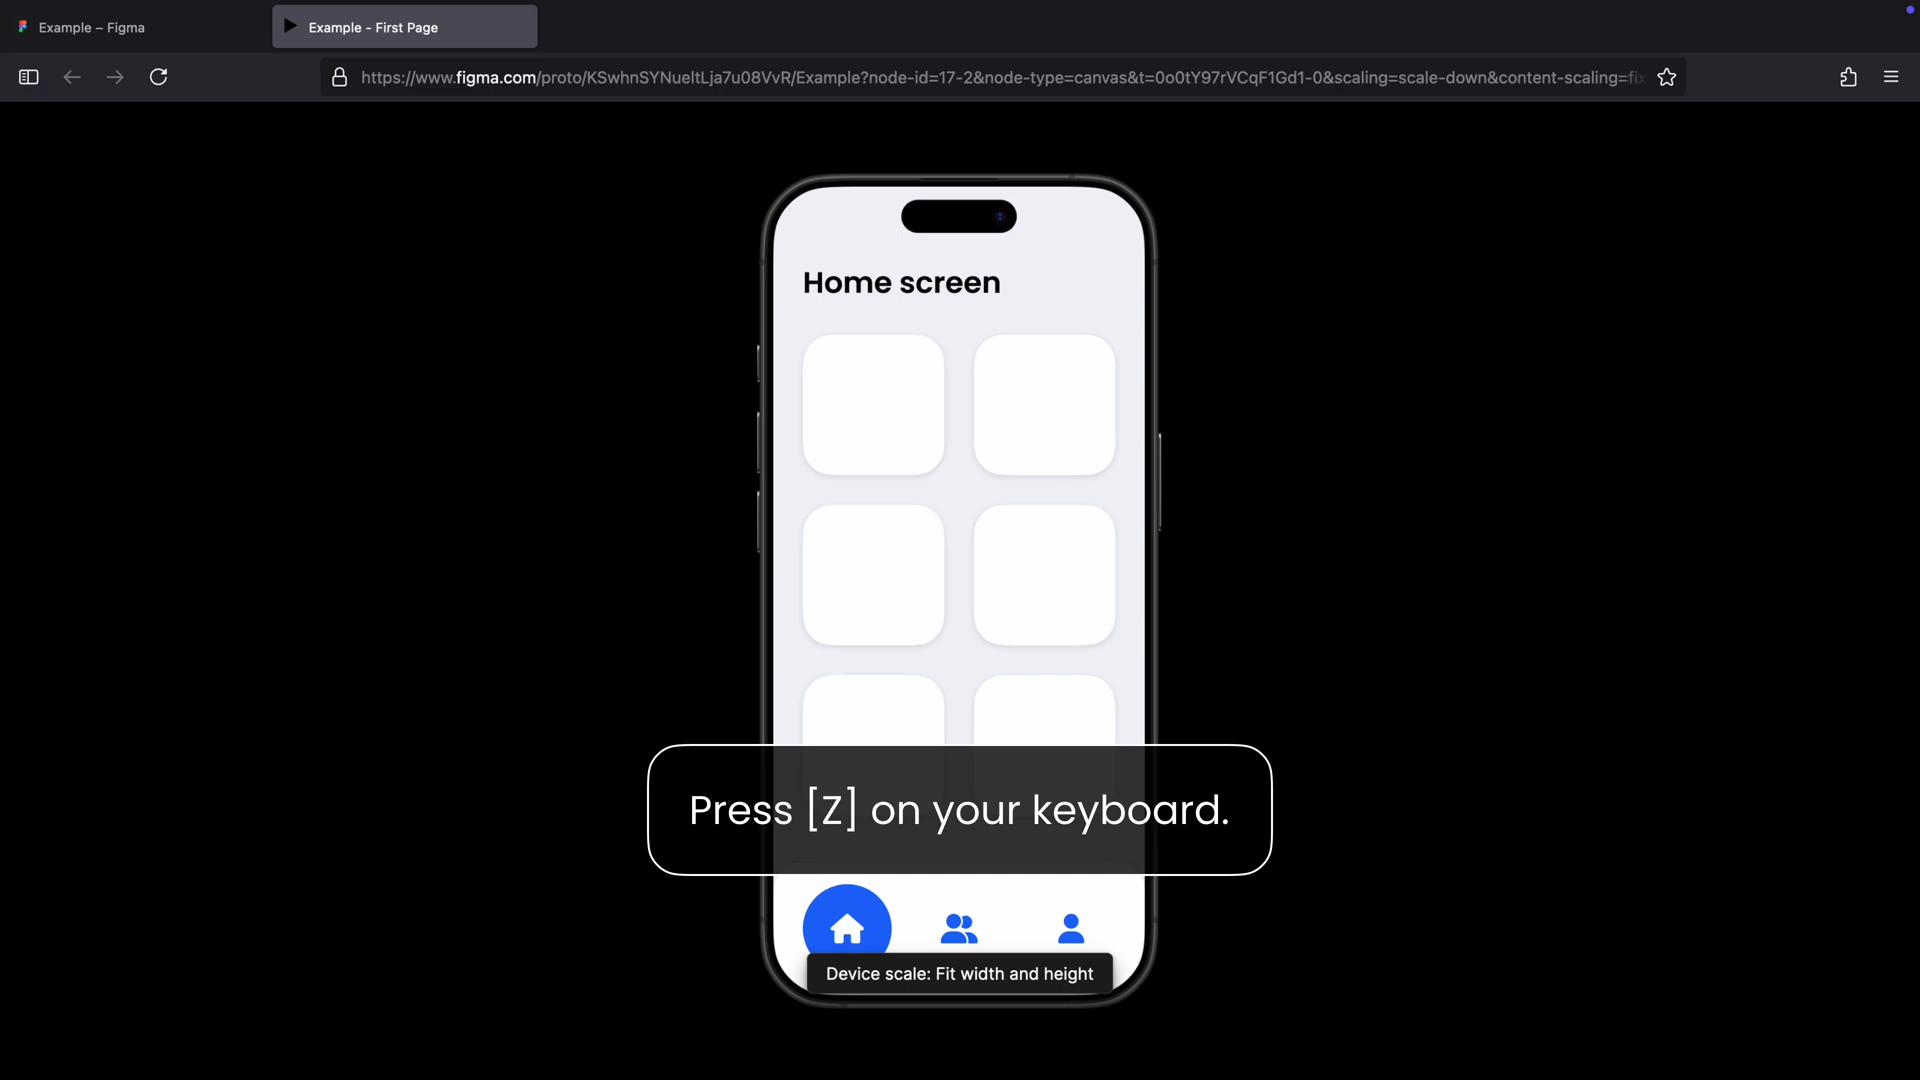 Example – Figma
Example - First Page
https://www.figma.com/proto/KSwhnSYNueltLja7u08VvR/Example?node-id=17-2&node-type=canvas&t=0o0tY97rVCqF1Gd1-0&scaling=scale-down&content-scaling=fix
Home screen
Press [Z] on your keyboard.
Device scale: Fit width and height